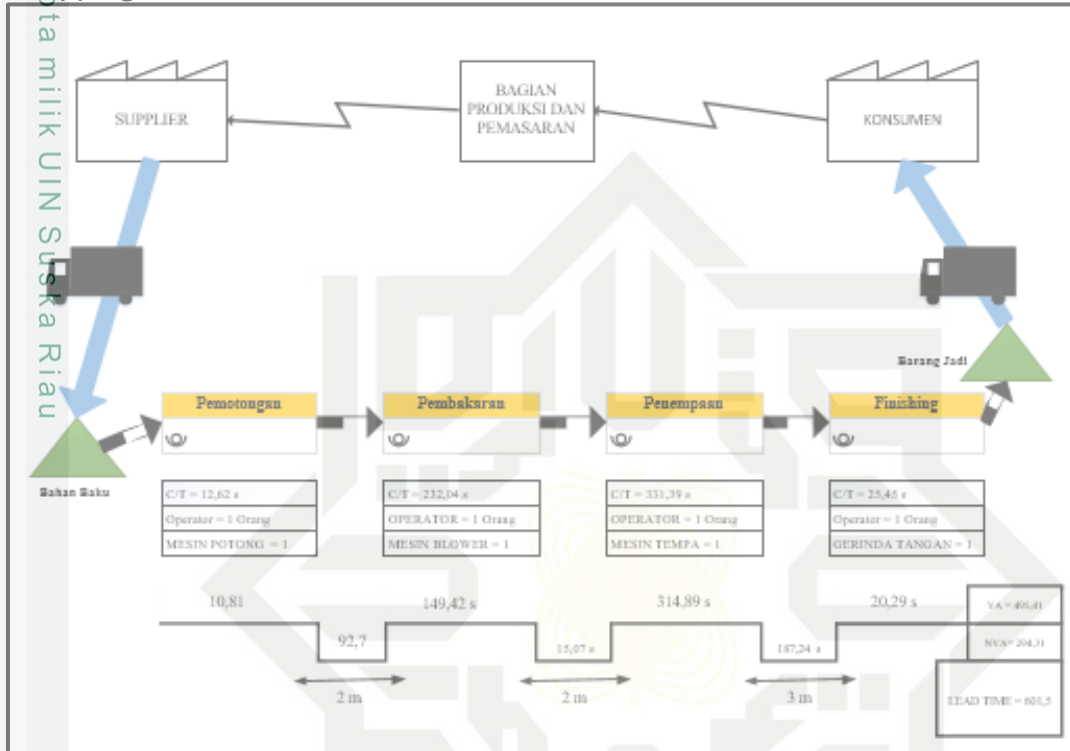 ota milik UIN Suska Riau
SUPPLIER
BAGIAN
PRODUKSI DAN
PEMASARAN
KONSUMEN
Barang Jadi
Bahan Baku
Pemotongan
Pembakaran
Penempaan
Finishing
C/T = 12,62 s
Operator = 1 Orang
MESIN POTONG = 1
C/T = 232,04 s
OPERATOR = 1 Orang
MESIN BLOWER = 1
C/T = 331,39 s
OPERATOR = 1 Orang
MESIN TEMPA = 1
C/T = 25,45 s
Operator = 1 Orang
GERINDA TANGAN = 1
10,81
149,42 s
314,89 s
20,29 s
92,7
15,07 s
187,24 s
2 m
2 m
3 m
VA = 495,41
NVA= 294,31
LEAD TIME = 601,5